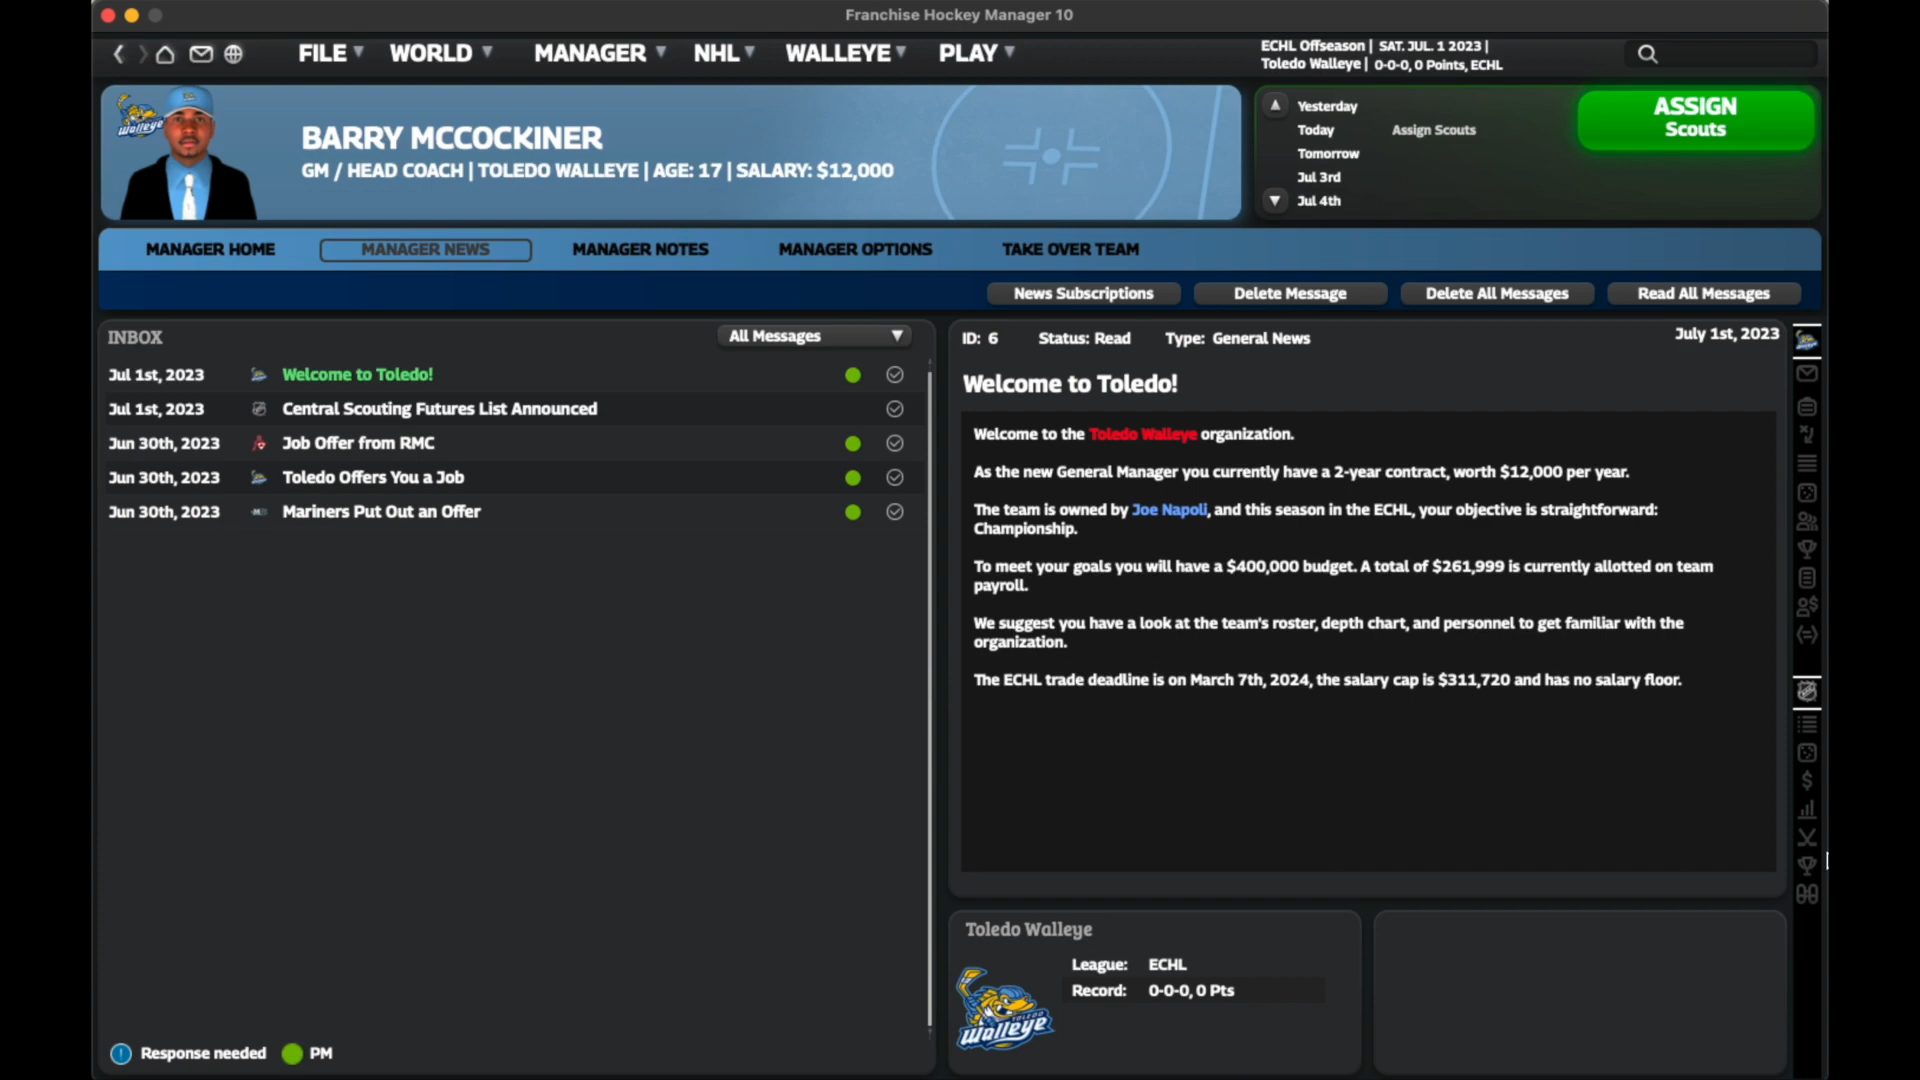 Franchise Hockey Manager 10
FILE WORLD MANAGER NHL WALLEYE PLAY
ECHL Offseason | SAT. JUL. 1 2023 |
Toledo Walleye | 0-0-0, 0 Points, ECHL
Walleye
BARRY MCCOCKINER
GM / HEAD COACH | TOLEDO WALLEYE | AGE: 17 | SALARY: $12,000
Yesterday
Today Assign Scouts
Tomorrow
Jul 3rd
Jul 4th
ASSIGN
Scouts
MANAGER HOME MANAGER NEWS MANAGER NOTES MANAGER OPTIONS TAKE OVER TEAM
News Subscriptions Delete Message Delete All Messages Read All Messages
INBOX All Messages
Jul 1st, 2023 Welcome to Toledo!
Jul 1st, 2023 Central Scouting Futures List Announced
Jun 30th, 2023 Job Offer from RMC
Jun 30th, 2023 Toledo Offers You a Job
Jun 30th, 2023 Mariners Put Out an Offer
Response needed PM
ID: 6 Status: Read Type: General News July 1st, 2023
Welcome to Toledo!
Welcome to the Toledo Walleye organization.
As the new General Manager you currently have a 2-year contract, worth $12,000 per year.
The team is owned by Joe Napoli, and this season in the ECHL, your objective is straightforward:
Championship.
To meet your goals you will have a $400,000 budget. A total of $261,999 is currently allotted on team
payroll.
We suggest you have a look at the team's roster, depth chart, and personnel to get familiar with the
organization.
The ECHL trade deadline is on March 7th, 2024, the salary cap is $311,720 and has no salary floor.
Toledo Walleye
League: ECHL
Record: 0-0-0, 0 Pts
TOLEDO
Walleye